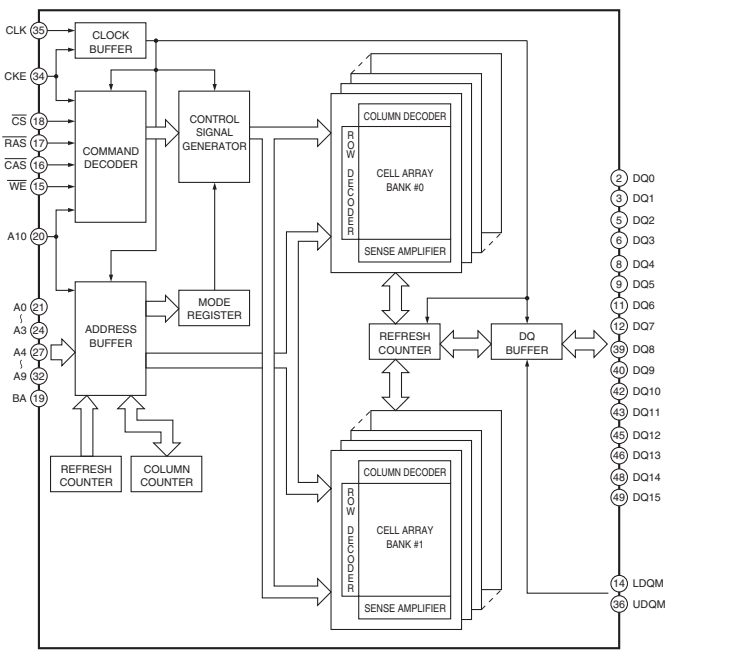 CLK 35
CLOCK
BUFFER
CKE 34
CS 18
RAS 17
CAS 16
WE 15
COMMAND
DECODER
CONTROL
SIGNAL
GENERATOR
A10 20
A0 21
~
A3 24
A4 27
~
A9 32
BA 19
ADDRESS
BUFFER
MODE
REGISTER
REFRESH
COUNTER
COLUMN
COUNTER
COLUMN DECODER
ROW DECODER
CELL ARRAY
BANK #0
SENSE AMPLIFIER
REFRESH
COUNTER
DQ
BUFFER
COLUMN DECODER
ROW DECODER
CELL ARRAY
BANK #1
SENSE AMPLIFIER
2 DQ0
3 DQ1
5 DQ2
6 DQ3
8 DQ4
9 DQ5
11 DQ6
12 DQ7
39 DQ8
40 DQ9
42 DQ10
43 DQ11
45 DQ12
46 DQ13
48 DQ14
49 DQ15
14 LDQM
36 UDQM